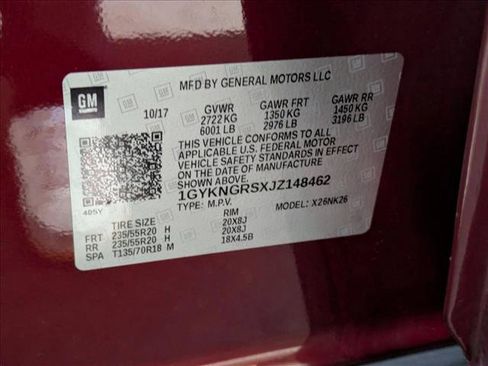 MFD BY GENERAL MOTORS LLC
GM
10/17 GVWR GAWR FRT GAWR RR
2722 KG 1350 KG 1450 KG
6001 LB 2976 LB 3196 LB
THIS VEHICLE CONFORMS TO ALL
APPLICABLE U.S. FEDERAL MOTOR
VEHICLE SAFETY STANDARDS IN
EFFECT ON THE DATE OF MANUFACTURE
SHOWN ABOVE.
1GYKNGRSXJZ148462
405Y TYPE: M.P.V. MODEL: X26NK26
TIRE SIZE RIM
FRT 235/55R20 H 20X8J
RR 235/55R20 H 20X8J
SPA T135/70R18 M 18X4.5B